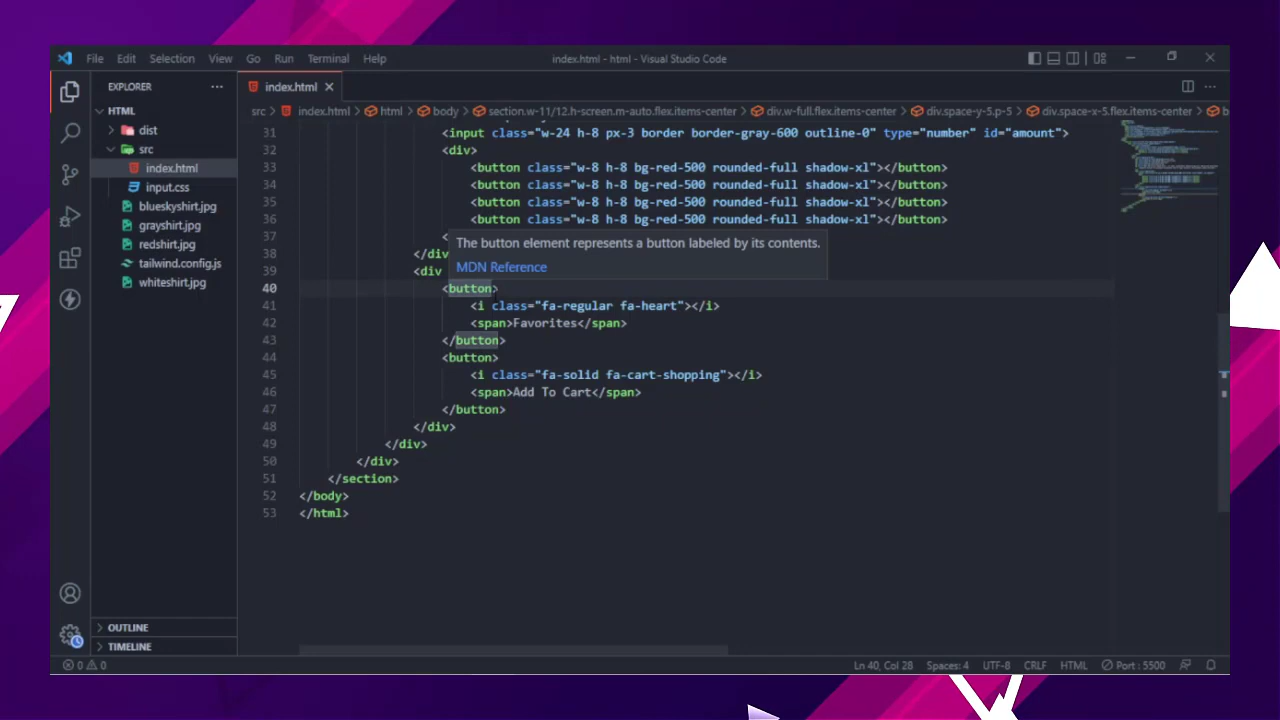 File Edit Selection View Go Run Terminal Help index.html - html - Visual Studio Code
EXPLORER ···
index.html ×
HTML
dist
src
index.html
input.css
blueskyshirt.jpg
grayshirt.jpg
redshirt.jpg
tailwind.config.js
whiteshirt.jpg
OUTLINE
TIMELINE
src > index.html > html > body > section.w-11/12.h-screen.m-auto.flex.items-center > div.w-full.flex.items-center > div.space-y-5.p-5 > div.space-x-5.flex.items-center > b
31 <input class="w-24 h-8 px-3 border border-gray-600 outline-0" type="number" id="amount">
32 <div>
33 <button class="w-8 h-8 bg-red-500 rounded-full shadow-xl"></button>
34 <button class="w-8 h-8 bg-red-500 rounded-full shadow-xl"></button>
35 <button class="w-8 h-8 bg-red-500 rounded-full shadow-xl"></button>
36 <button class="w-8 h-8 bg-red-500 rounded-full shadow-xl"></button>
37 <
The button element represents a button labeled by its contents.
38 </div
MDN Reference
39 <div
40 <button>
41 <i class="fa-regular fa-heart"></i>
42 <span>Favorites</span>
43 </button>
44 <button>
45 <i class="fa-solid fa-cart-shopping"></i>
46 <span>Add To Cart</span>
47 </button>
48 </div>
49 </div>
50 </div>
51 </section>
52 </body>
53 </html>
0 0 Ln 40, Col 28 Spaces: 4 UTF-8 CRLF HTML Port : 5500